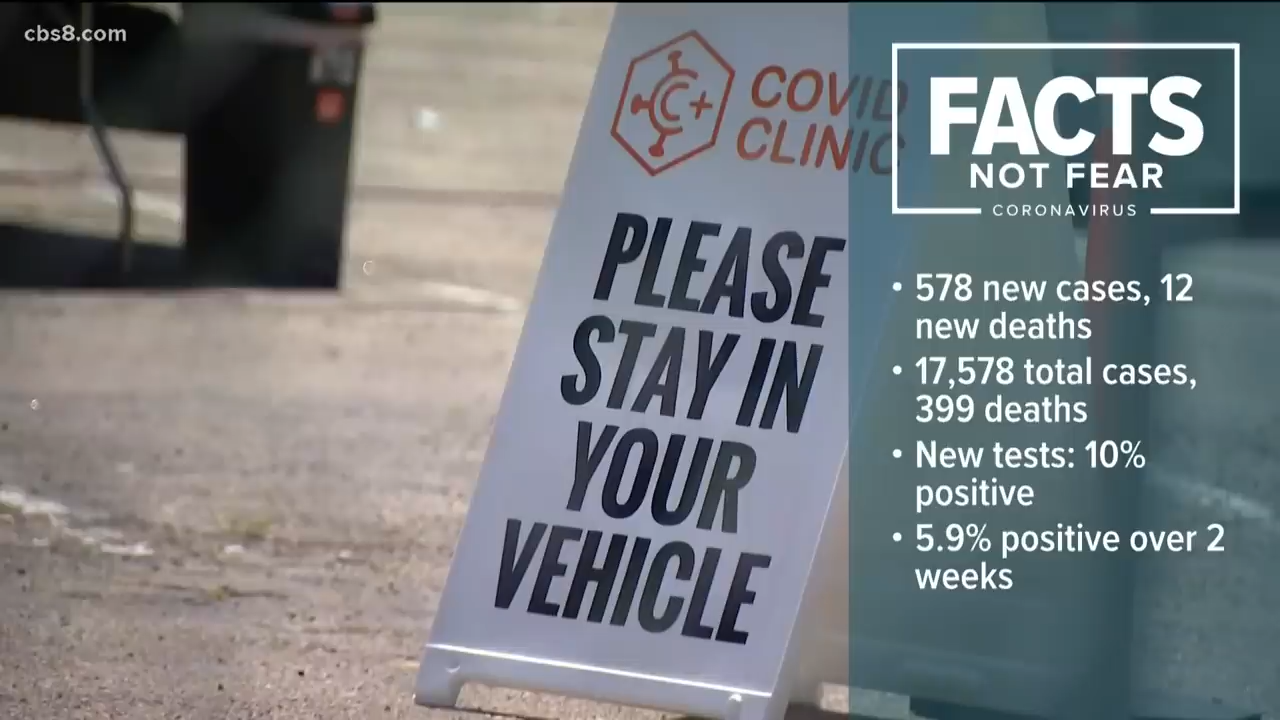 cbs8.com
COVID
CLINIC
PLEASE
STAY IN
YOUR
VEHICLE
FACTS
NOT FEAR
CORONAVIRUS
• 578 new cases, 12
new deaths
• 17,578 total cases,
399 deaths
• New tests: 10%
positive
• 5.9% positive over 2
weeks